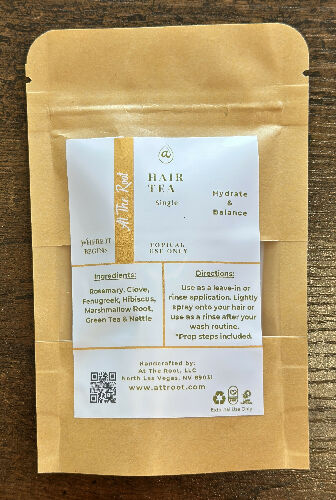 a
HAIR
TEA
Single
At The Root
Hydrate
&
Balance
WHERE IT
BEGINS
TOPICAL
USE ONLY
Ingredients:
Rosemary, Clove,
Fenugreek, Hibiscus,
Marshmallow Root,
Green Tea & Nettle
Directions:
Use as a leave-in or
rinse application. Lightly
spray onto your hair or
use as a rinse after your
wash routine.
*Prep steps included.
Handcrafted by:
At The Root, LLC
North Las Vegas, NV 89031
www.attroot.com
External Use Only